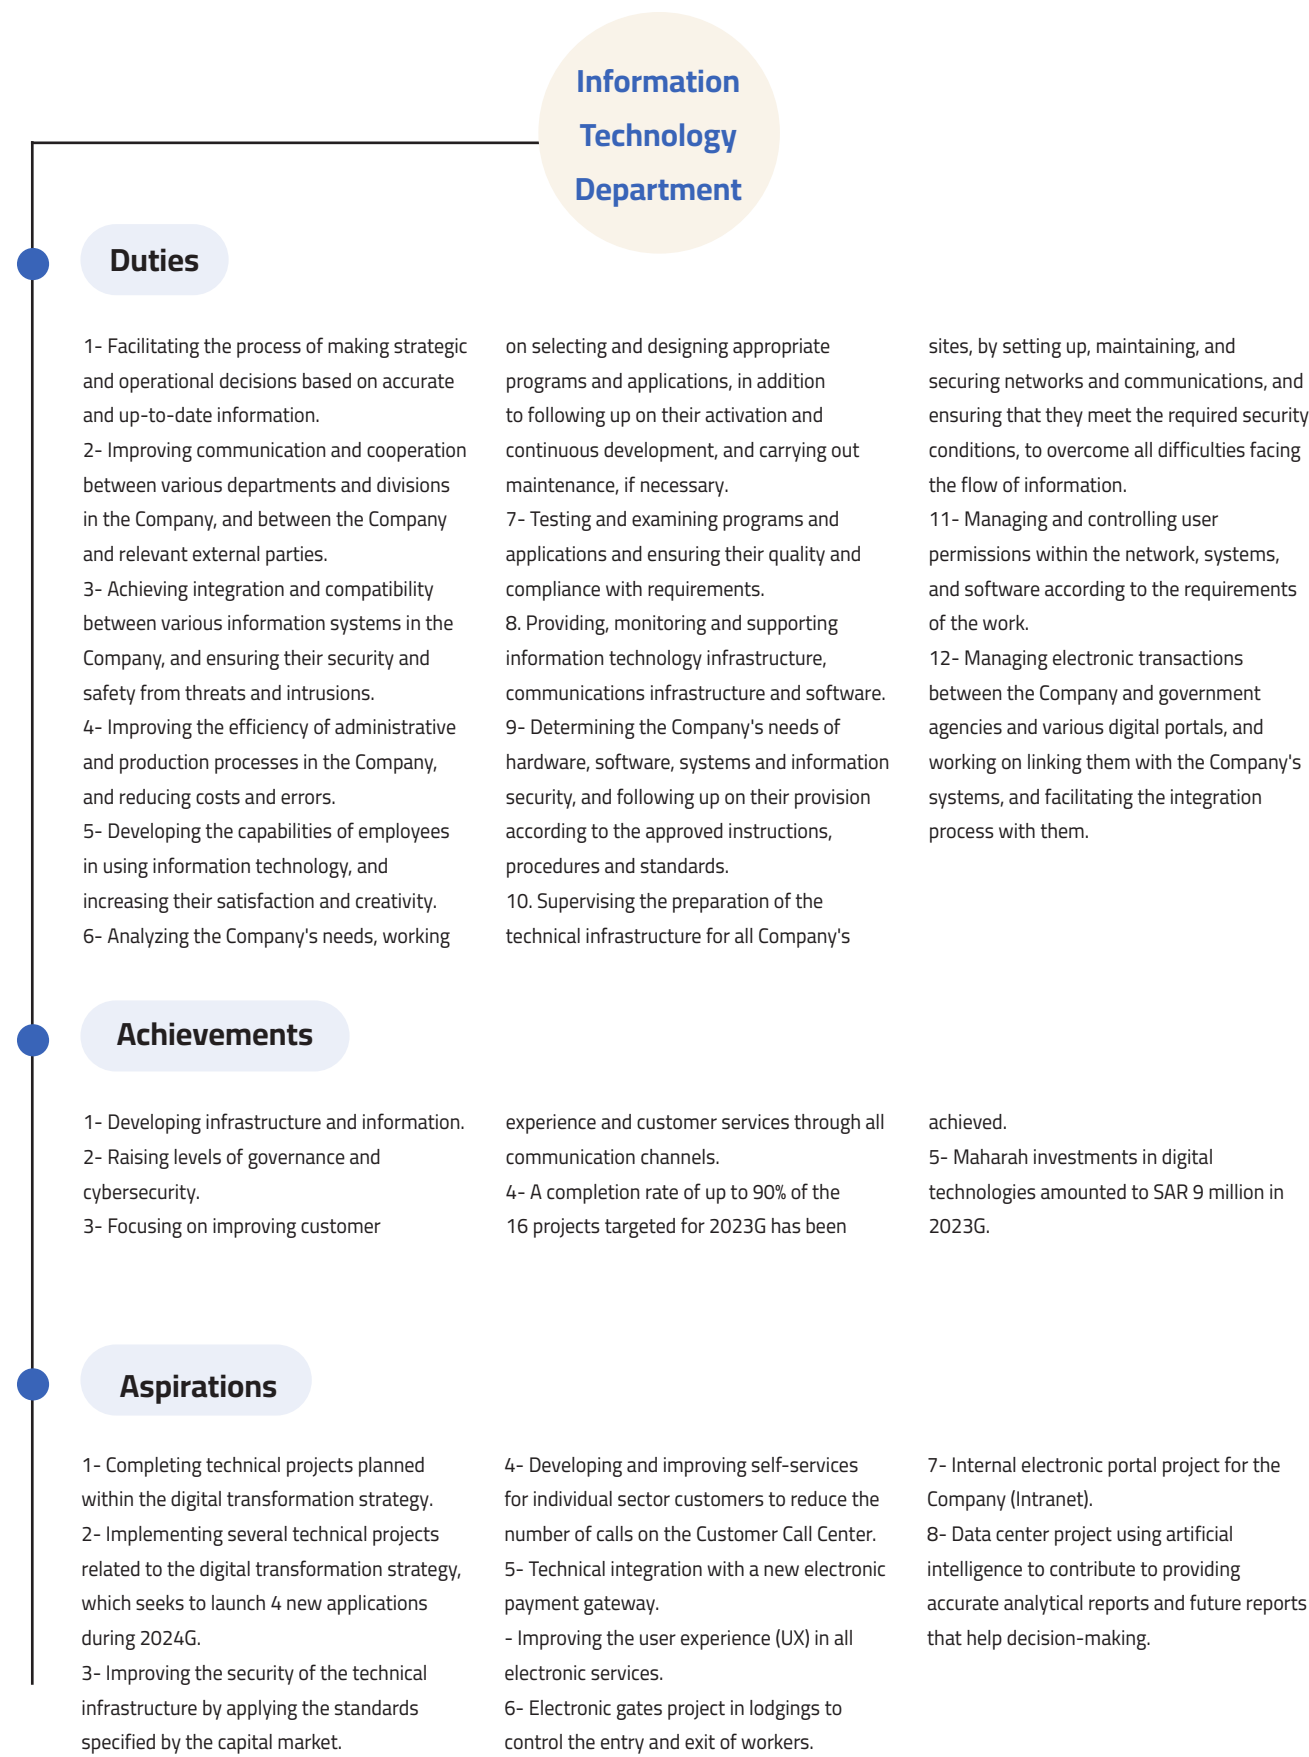 Information
Technology
Department
Duties
1- Facilitating the process of making strategic
and operational decisions based on accurate
and up-to-date information.
2- Improving communication and cooperation
between various departments and divisions
in the Company, and between the Company
and relevant external parties.
3- Achieving integration and compatibility
between various information systems in the
Company, and ensuring their security and
safety from threats and intrusions.
4- Improving the efficiency of administrative
and production processes in the Company,
and reducing costs and errors.
5- Developing the capabilities of employees
in using information technology, and
increasing their satisfaction and creativity.
6- Analyzing the Company's needs, working
on selecting and designing appropriate
programs and applications, in addition
to following up on their activation and
continuous development, and carrying out
maintenance, if necessary.
7- Testing and examining programs and
applications and ensuring their quality and
compliance with requirements.
8. Providing, monitoring and supporting
information technology infrastructure,
communications infrastructure and software.
9- Determining the Company's needs of
hardware, software, systems and information
security, and following up on their provision
according to the approved instructions,
procedures and standards.
10. Supervising the preparation of the
technical infrastructure for all Company's
sites, by setting up, maintaining, and
securing networks and communications, and
ensuring that they meet the required security
conditions, to overcome all difficulties facing
the flow of information.
11- Managing and controlling user
permissions within the network, systems,
and software according to the requirements
of the work.
12- Managing electronic transactions
between the Company and government
agencies and various digital portals, and
working on linking them with the Company's
systems, and facilitating the integration
process with them.
Achievements
1- Developing infrastructure and information.
2- Raising levels of governance and
cybersecurity.
3- Focusing on improving customer
experience and customer services through all
communication channels.
4- A completion rate of up to 90% of the
16 projects targeted for 2023G has been
achieved.
5- Maharah investments in digital
technologies amounted to SAR 9 million in
2023G.
Aspirations
1- Completing technical projects planned
within the digital transformation strategy.
2- Implementing several technical projects
related to the digital transformation strategy,
which seeks to launch 4 new applications
during 2024G.
3- Improving the security of the technical
infrastructure by applying the standards
specified by the capital market.
4- Developing and improving self-services
for individual sector customers to reduce the
number of calls on the Customer Call Center.
5- Technical integration with a new electronic
payment gateway.
- Improving the user experience (UX) in all
electronic services.
6- Electronic gates project in lodgings to
control the entry and exit of workers.
7- Internal electronic portal project for the
Company (Intranet).
8- Data center project using artificial
intelligence to contribute to providing
accurate analytical reports and future reports
that help decision-making.